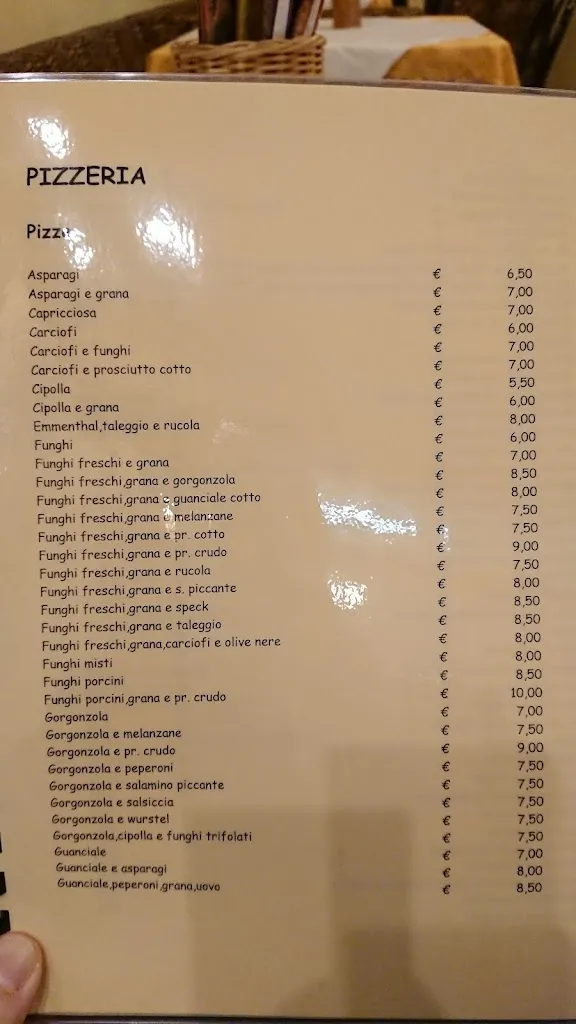 PIZZERIA
Pizze
Asparagi € 6,50
Asparagi e grana € 7,00
Capricciosa € 7,00
Carciofi € 6,00
Carciofi e funghi € 7,00
Carciofi e prosciutto cotto € 7,00
Cipolla € 5,50
Cipolla e grana € 6,00
Emmenthal,taleggio e rucola € 8,00
Funghi € 6,00
Funghi freschi e grana € 7,00
Funghi freschi,grana e gorgonzola € 8,50
Funghi freschi,grana e guanciale cotto € 8,00
Funghi freschi,grana e melanzane € 7,50
Funghi freschi,grana e pr. cotto € 7,50
Funghi freschi,grana e pr. crudo € 9,00
Funghi freschi,grana e rucola € 7,50
Funghi freschi,grana e s. piccante € 8,00
Funghi freschi,grana e speck € 8,50
Funghi freschi,grana e taleggio € 8,50
Funghi freschi,grana,carciofi e olive nere € 8,00
Funghi misti € 8,00
Funghi porcini € 8,50
Funghi porcini,grana e pr. crudo € 10,00
Gorgonzola € 7,00
Gorgonzola e melanzane € 7,50
Gorgonzola e pr. crudo € 9,00
Gorgonzola e peperoni € 7,50
Gorgonzola e salamino piccante € 7,50
Gorgonzola e salsiccia € 7,50
Gorgonzola e wurstel € 7,50
Gorgonzola,cipolla e funghi trifolati € 7,50
Guanciale € 7,00
Guanciale e asparagi € 8,00
Guanciale,peperoni,grana,uovo € 8,50